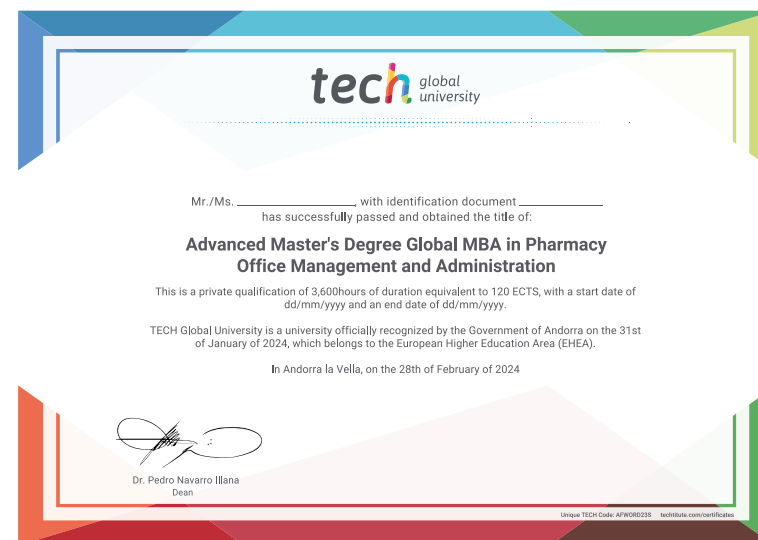 tech global university
Mr./Ms. ____________________, with identification document ______________
has successfully passed and obtained the title of:
Advanced Master's Degree Global MBA in Pharmacy
Office Management and Administration
This is a private qualification of 3,600hours of duration equivalent to 120 ECTS, with a start date of
dd/mm/yyyy and an end date of dd/mm/yyyy.
TECH Global University is a university officially recognized by the Government of Andorra on the 31st
of January of 2024, which belongs to the European Higher Education Area (EHEA).
In Andorra la Vella, on the 28th of February of 2024
Dr. Pedro Navarro Illana
Dean
Unique TECH Code: AFWORD23S techtitute.com/certificates